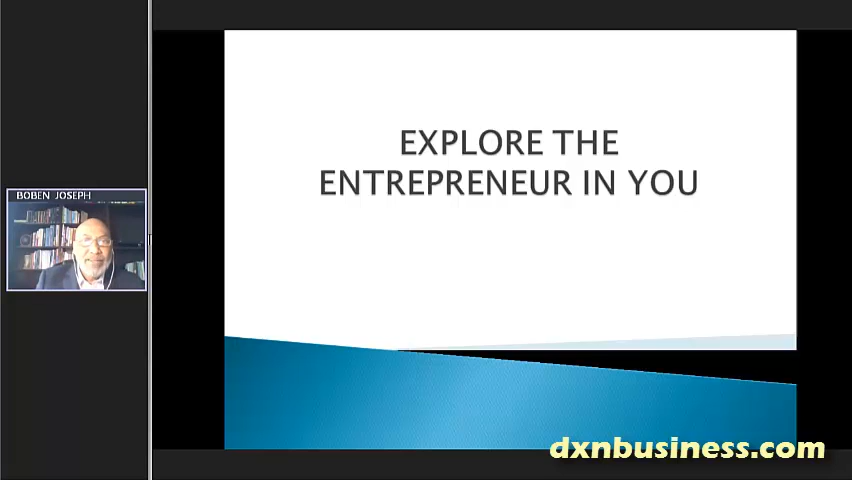 BOBEN JOSEPH
EXPLORE THE
ENTREPRENEUR IN YOU
dxnbusiness.com